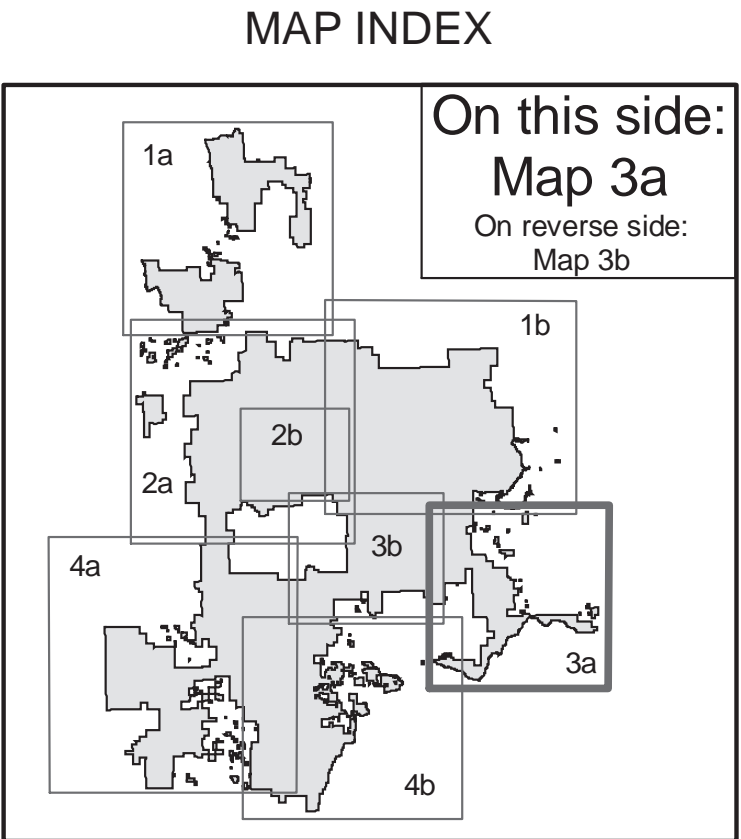 MAP INDEX
On this side:
Map 3a
On reverse side:
Map 3b
1a
1b
2b
2a
3b
4a
3a
4b